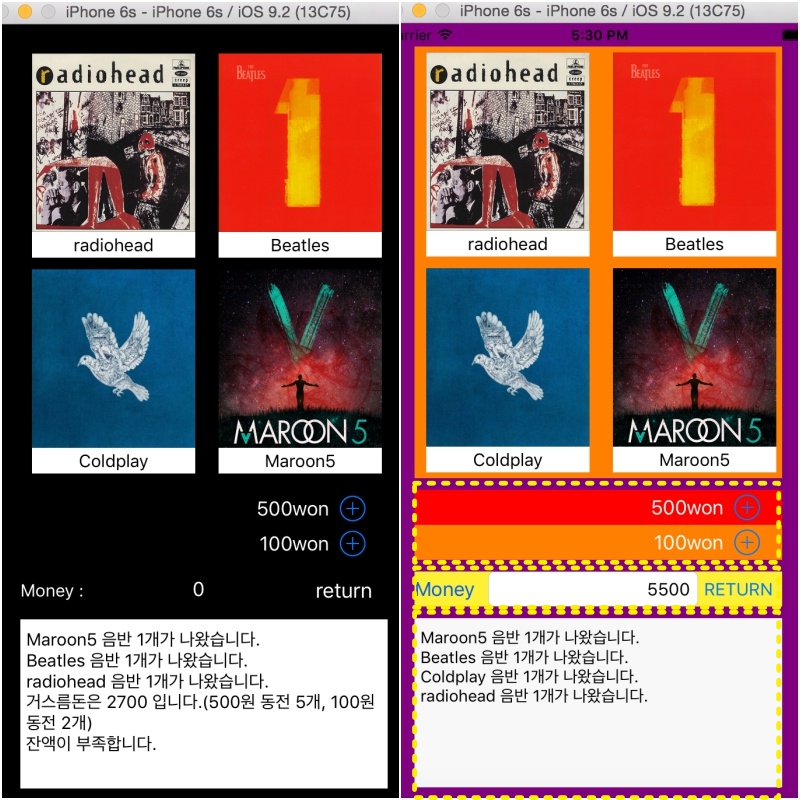 iPhone 6s - iPhone 6s / iOS 9.2 (13C75)
radiohead
creep
THE
BEATLES
1
radiohead
Beatles
MAROON 5
Coldplay
Maroon5
500won
100won
Money :
0
return
Maroon5 음반 1개가 나왔습니다.
Beatles 음반 1개가 나왔습니다.
radiohead 음반 1개가 나왔습니다.
거스름돈은 2700 입니다.(500원 동전 5개, 100원
동전 2개)
잔액이 부족합니다.
iPhone 6s - iPhone 6s / iOS 9.2 (13C75)
arrier
5:30 PM
radiohead
creep
THE
BEATLES
1
radiohead
Beatles
MAROON 5
Coldplay
Maroon5
500won
100won
Money
5500
RETURN
Maroon5 음반 1개가 나왔습니다.
Beatles 음반 1개가 나왔습니다.
Coldplay 음반 1개가 나왔습니다.
radiohead 음반 1개가 나왔습니다.